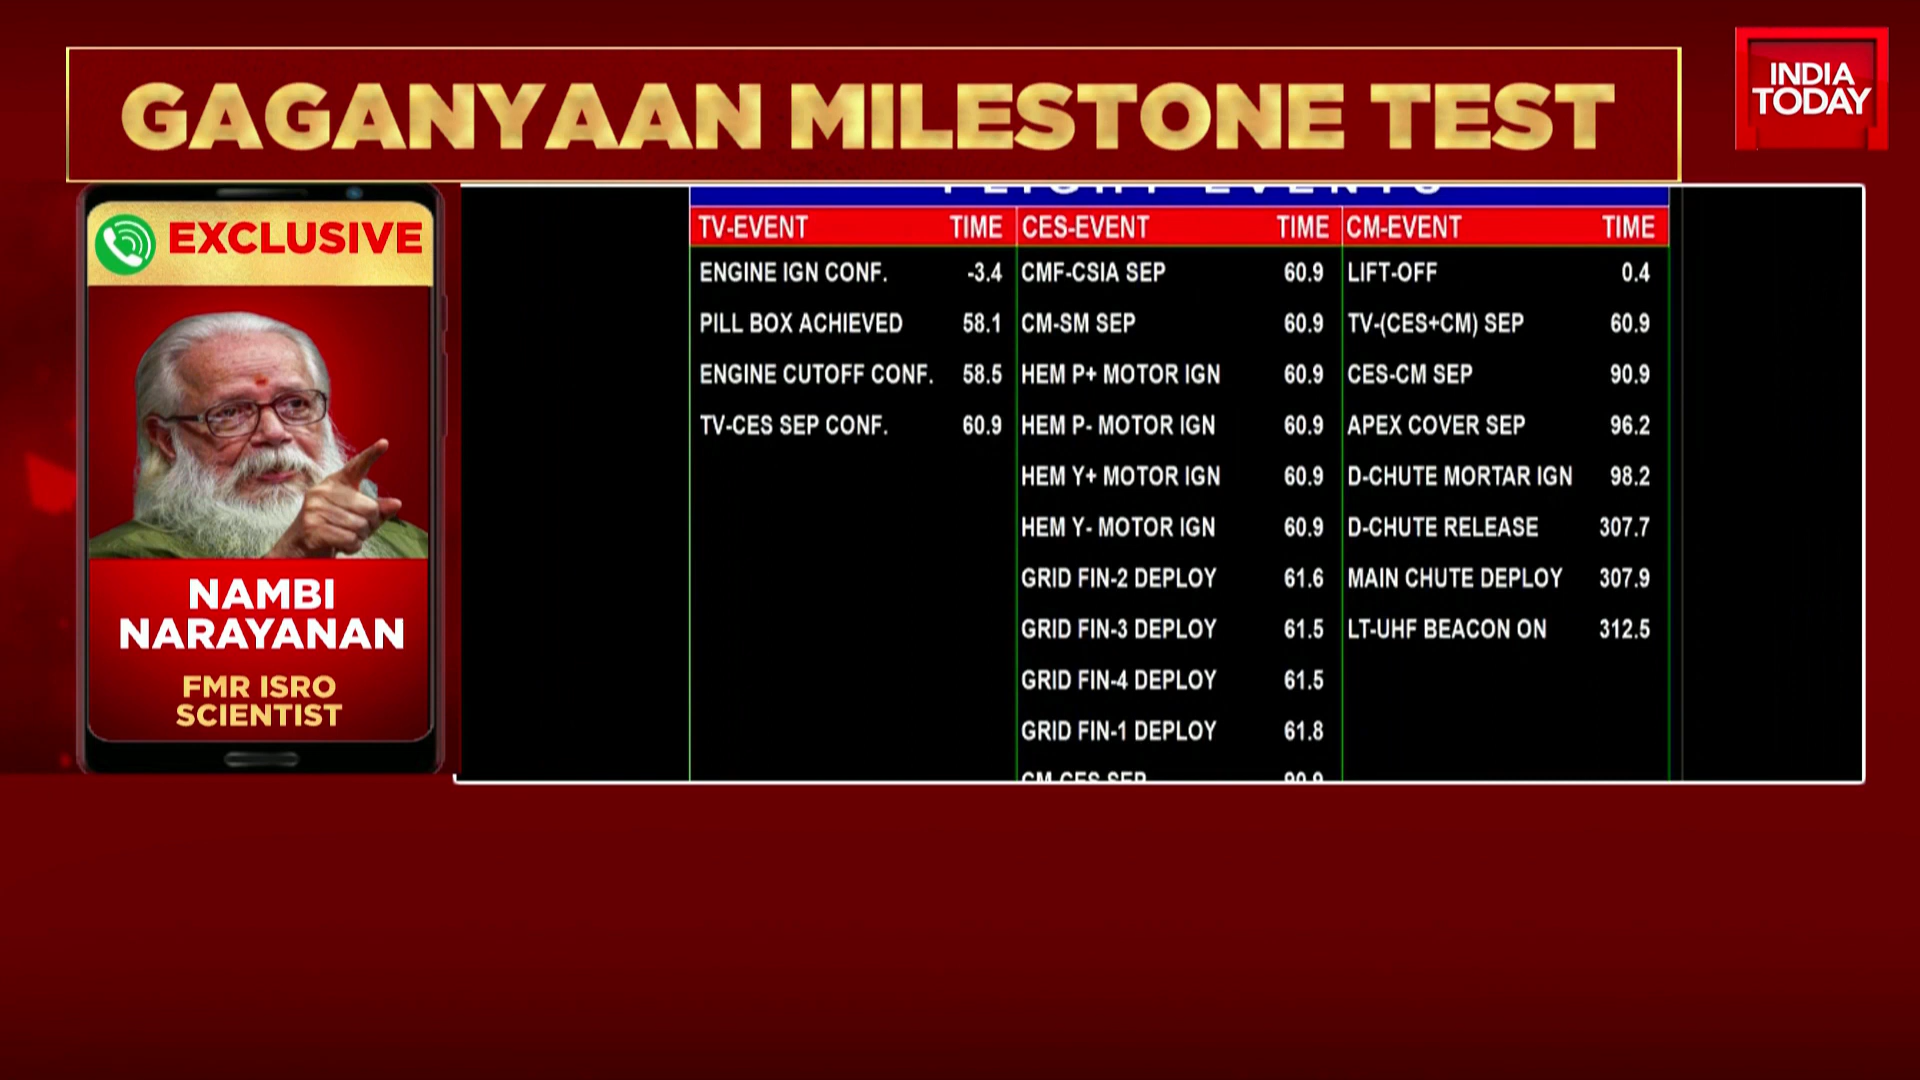 GAGANYAAN MILESTONE TEST
INDIA
TODAY
EXCLUSIVE
NAMBI
NARAYANAN
FMR ISRO
SCIENTIST
FLIGHT EVENTS
TV-EVENT TIME CES-EVENT TIME CM-EVENT TIME
ENGINE IGN CONF. -3.4 CMF-CSIA SEP 60.9 LIFT-OFF 0.4
PILL BOX ACHIEVED 58.1 CM-SM SEP 60.9 TV-(CES+CM) SEP 60.9
ENGINE CUTOFF CONF. 58.5 HEM P+ MOTOR IGN 60.9 CES-CM SEP 90.9
TV-CES SEP CONF. 60.9 HEM P- MOTOR IGN 60.9 APEX COVER SEP 96.2
HEM Y+ MOTOR IGN 60.9 D-CHUTE MORTAR IGN 98.2
HEM Y- MOTOR IGN 60.9 D-CHUTE RELEASE 307.7
GRID FIN-2 DEPLOY 61.6 MAIN CHUTE DEPLOY 307.9
GRID FIN-3 DEPLOY 61.5 LT-UHF BEACON ON 312.5
GRID FIN-4 DEPLOY 61.5
GRID FIN-1 DEPLOY 61.8
CM-CES SEP 90.9